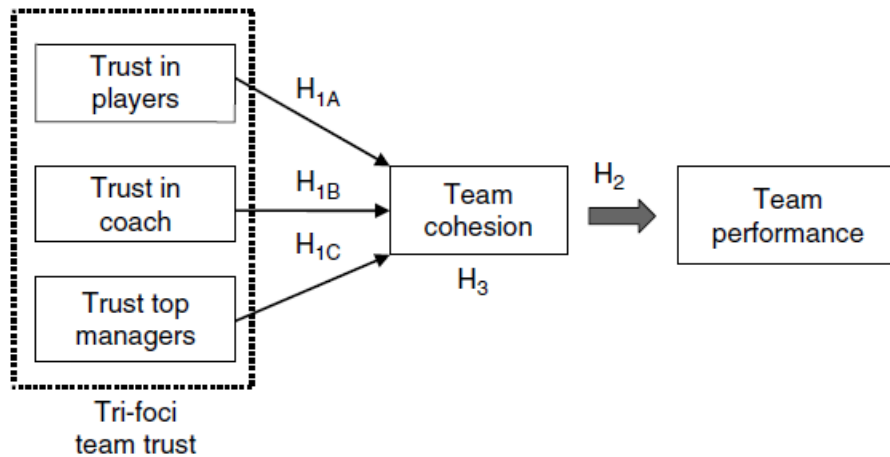 Trust in
players
H1A
Trust in
coach
H1B
H1C
Trust top
managers
Tri-foci
team trust
Team
cohesion
H3
H2
Team
performance